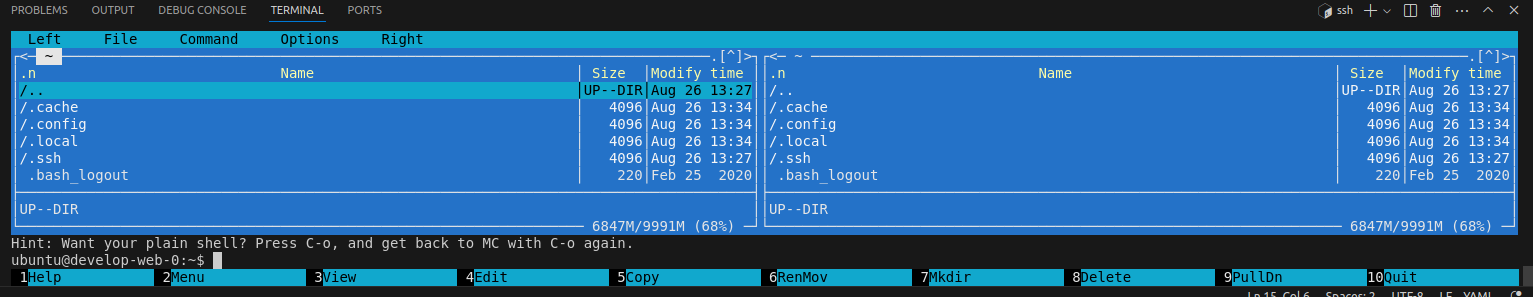 PROBLEMS OUTPUT DEBUG CONSOLE TERMINAL PORTS ssh
Left File Command Options Right
<─ ~ .[^]> <─ ~ .[^]>
.n Name Size Modify time .n Name Size Modify time
/.. UP--DIR Aug 26 13:27 /.. UP--DIR Aug 26 13:27
/.cache 4096 Aug 26 13:34 /.cache 4096 Aug 26 13:34
/.config 4096 Aug 26 13:34 /.config 4096 Aug 26 13:34
/.local 4096 Aug 26 13:34 /.local 4096 Aug 26 13:34
/.ssh 4096 Aug 26 13:27 /.ssh 4096 Aug 26 13:27
.bash_logout 220 Feb 25 2020 .bash_logout 220 Feb 25 2020
UP--DIR UP--DIR
6847M/9991M (68%) 6847M/9991M (68%)
Hint: Want your plain shell? Press C-o, and get back to MC with C-o again.
ubuntu@develop-web-0:~$
1Help 2Menu 3View 4Edit 5Copy 6RenMov 7Mkdir 8Delete 9PullDn 10Quit
Ln 15, Col 6 Spaces: 2 UTF-8 LF YAML